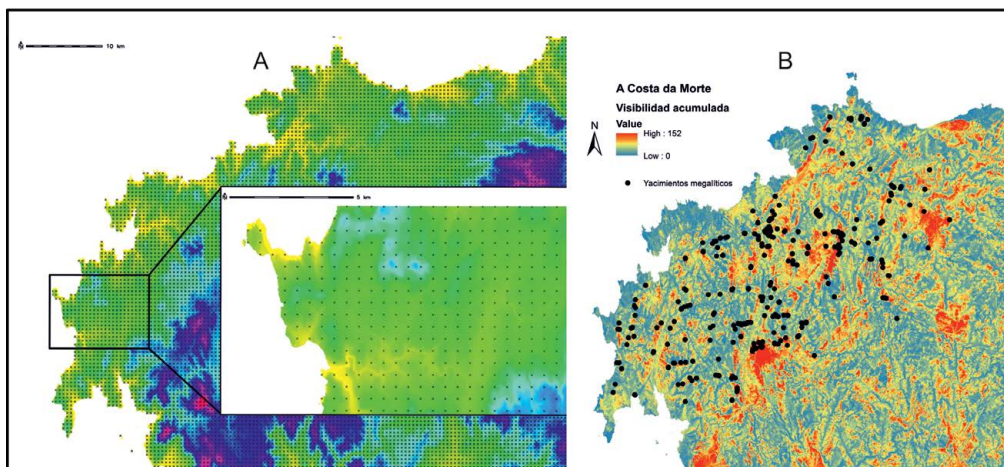 N
10 km
A
5 km
B
A Costa da Morte
Visibilidad acumulada
Value
High : 152
Low : 0
N
Yacimientos megalíticos